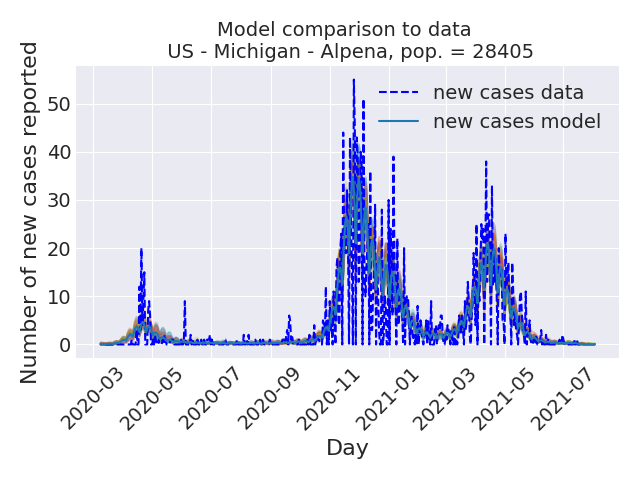 Model comparison to data
US - Michigan - Alpena, pop. = 28405
Number of new cases reported
50
40
30
20
10
0
new cases data
new cases model
2020-03
2020-05
2020-07
2020-09
2020-11
2021-01
2021-03
2021-05
2021-07
Day